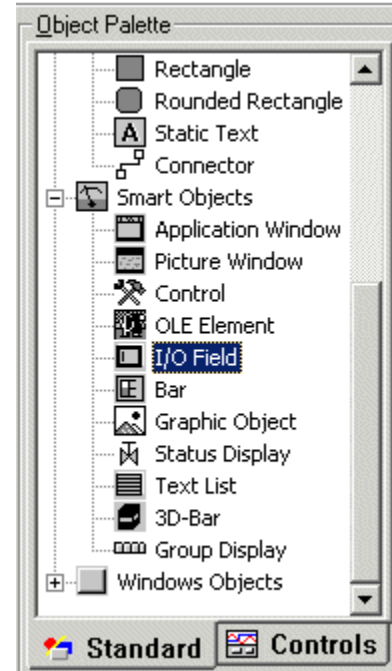 Object Palette
Rectangle
Rounded Rectangle
A Static Text
Connector
Smart Objects
Application Window
Picture Window
Control
OLE Element
I/O Field
Bar
Graphic Object
Status Display
Text List
3D-Bar
Group Display
Windows Objects
Standard Controls